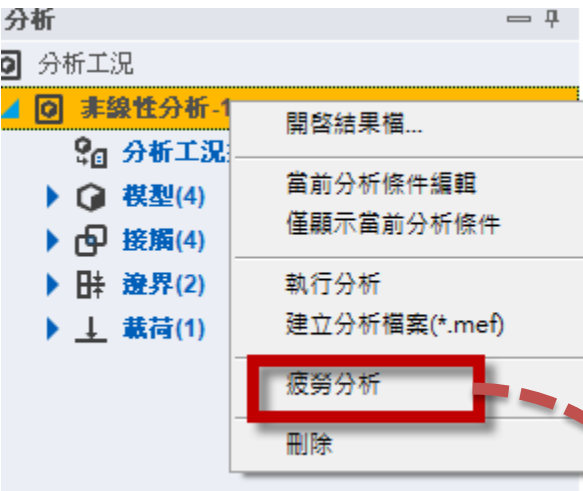 分析
分析工況
非線性分析-1
分析工況
模型(4)
接觸(4)
邊界(2)
載荷(1)
開啟結果檔...
當前分析條件編輯
僅顯示當前分析條件
執行分析
建立分析檔案(*.mef)
疲勞分析
刪除